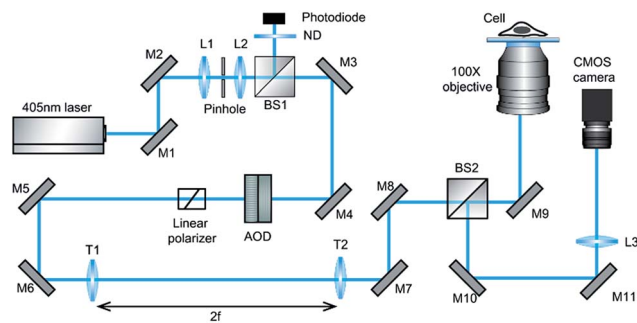 Photodiode
ND
Cell
CMOS
camera
M2
L1
L2
M3
100X
objective
405nm laser
Pinhole
BS1
M1
M5
M8
BS2
Linear
polarizer
AOD
M4
M9
T1
T2
L3
M6
M7
M10
M11
2f